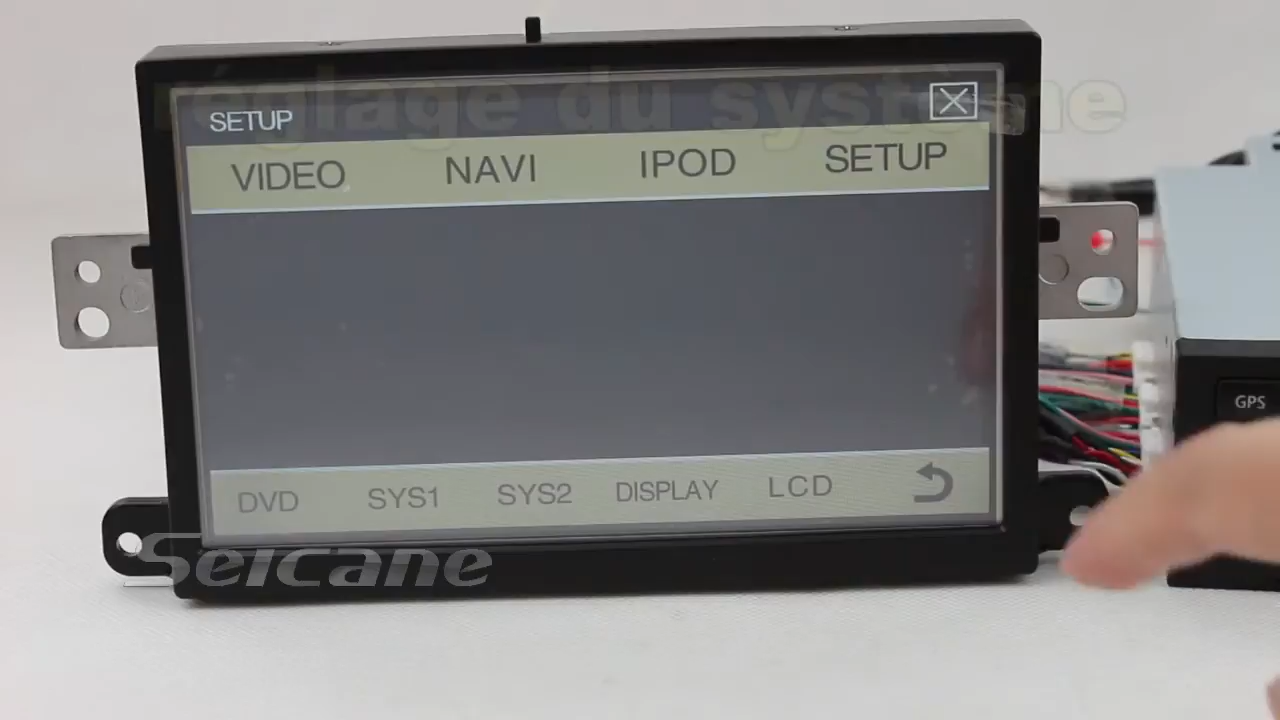 réglage du système
SETUP
VIDEO NAVI IPOD SETUP
DVD SYS1 SYS2 DISPLAY LCD
GPS
Seicane